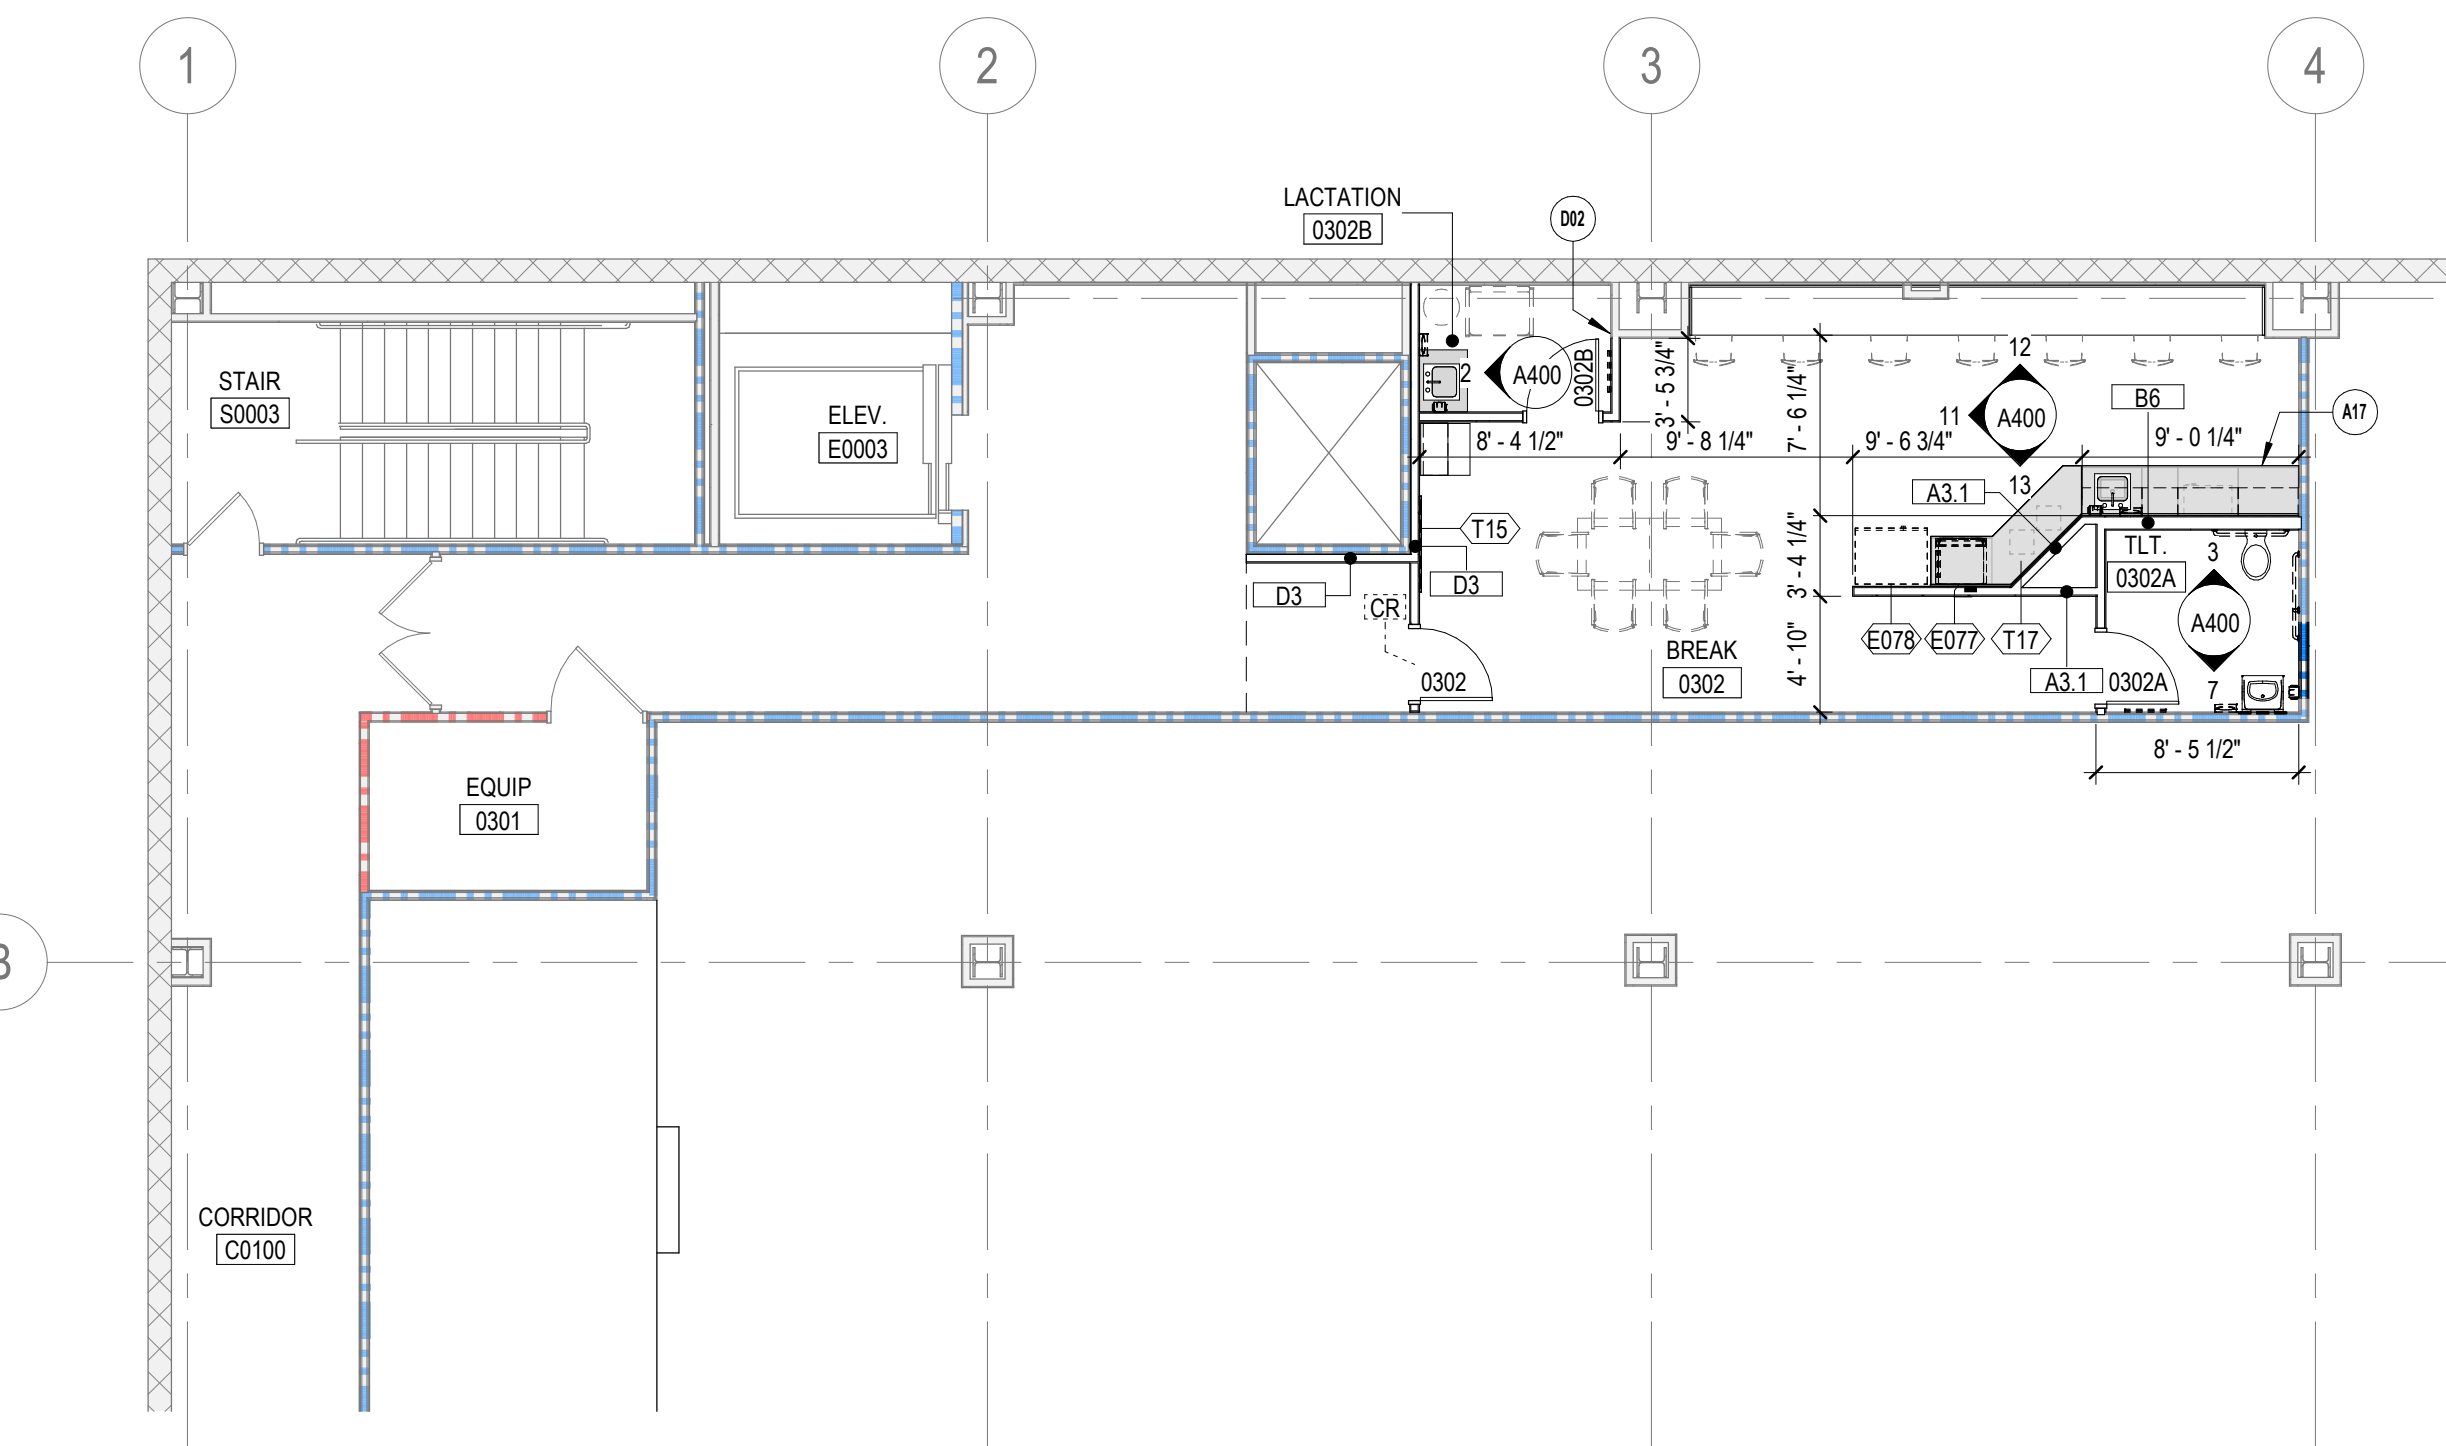 1
2
3
4
LACTATION
0302B
D02
STAIR
S0003
ELEV.
E0003
2
A400
0302B
3' - 5 3/4"
7' - 6 1/4"
12
11
A400
13
B6
A17
8' - 4 1/2"
9' - 8 1/4"
9' - 6 3/4"
9' - 0 1/4"
A3.1
T15
D3
D3
CR
3' - 4 1/4"
TLT.
0302A
3
A400
7
E078
E077
T17
BREAK
0302
0302
4' - 10"
A3.1
0302A
8' - 5 1/2"
EQUIP
0301
CORRIDOR
C0100